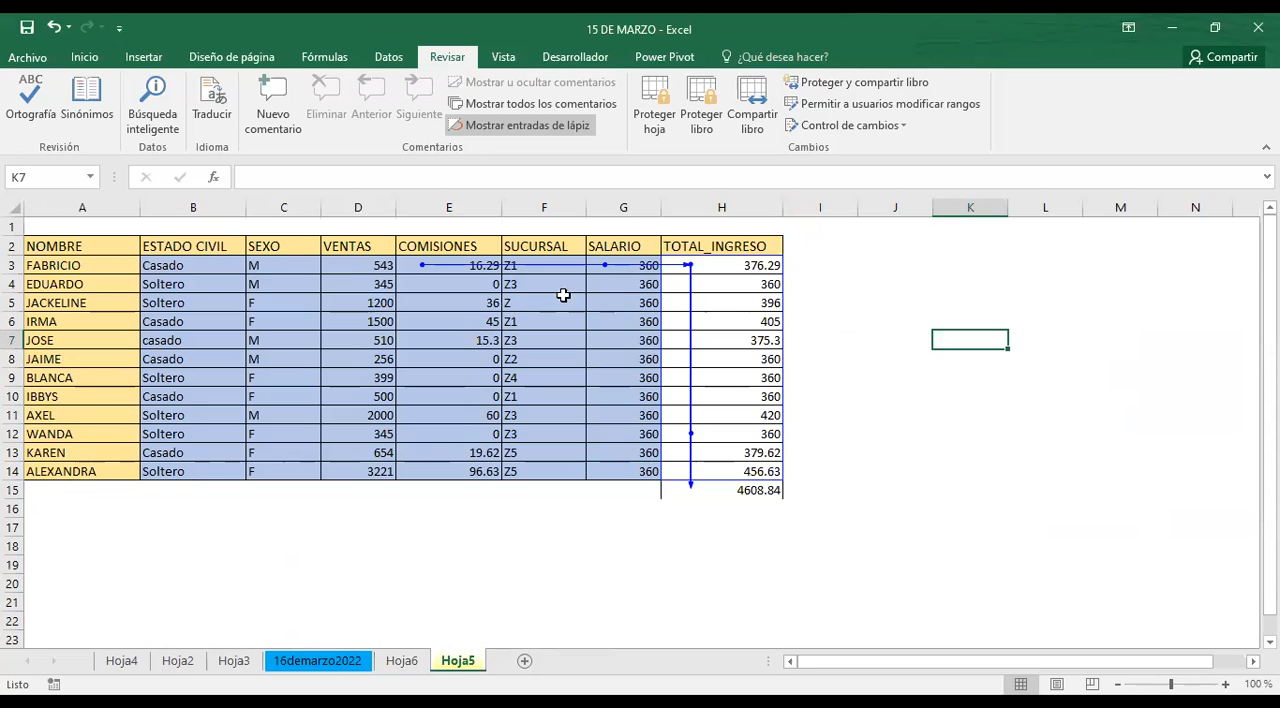 15 DE MARZO - Excel
Archivo Inicio Insertar Diseño de página Fórmulas Datos Revisar Vista Desarrollador Power Pivot ¿Qué desea hacer? Compartir
ABC
Ortografía Sinónimos Búsqueda inteligente Traducir Nuevo comentario Eliminar Anterior Siguiente
Mostrar u ocultar comentarios
Mostrar todos los comentarios
Mostrar entradas de lápiz
Proteger hoja Proteger libro Compartir libro
Proteger y compartir libro
Permitir a usuarios modificar rangos
Control de cambios
Revisión Datos Idioma Comentarios Cambios
K7 fx
A B C D E F G H I J K L M N
1
2 NOMBRE ESTADO CIVIL SEXO VENTAS COMISIONES SUCURSAL SALARIO TOTAL_INGRESO
3 FABRICIO Casado M 543 16.29 Z1 360 376.29
4 EDUARDO Soltero M 345 0 Z3 360 360
5 JACKELINE Soltero F 1200 36 Z 360 396
6 IRMA Casado F 1500 45 Z1 360 405
7 JOSE casado M 510 15.3 Z3 360 375.3
8 JAIME Casado M 256 0 Z2 360 360
9 BLANCA Soltero F 399 0 Z4 360 360
10 IBBYS Casado F 500 0 Z1 360 360
11 AXEL Soltero M 2000 60 Z3 360 420
12 WANDA Soltero F 345 0 Z3 360 360
13 KAREN Casado F 654 19.62 Z5 360 379.62
14 ALEXANDRA Soltero F 3221 96.63 Z5 360 456.63
15 4608.84
16
17
18
19
20
21
22
23
Hoja4 Hoja2 Hoja3 16demarzo2022 Hoja6 Hoja5
Listo 100 %